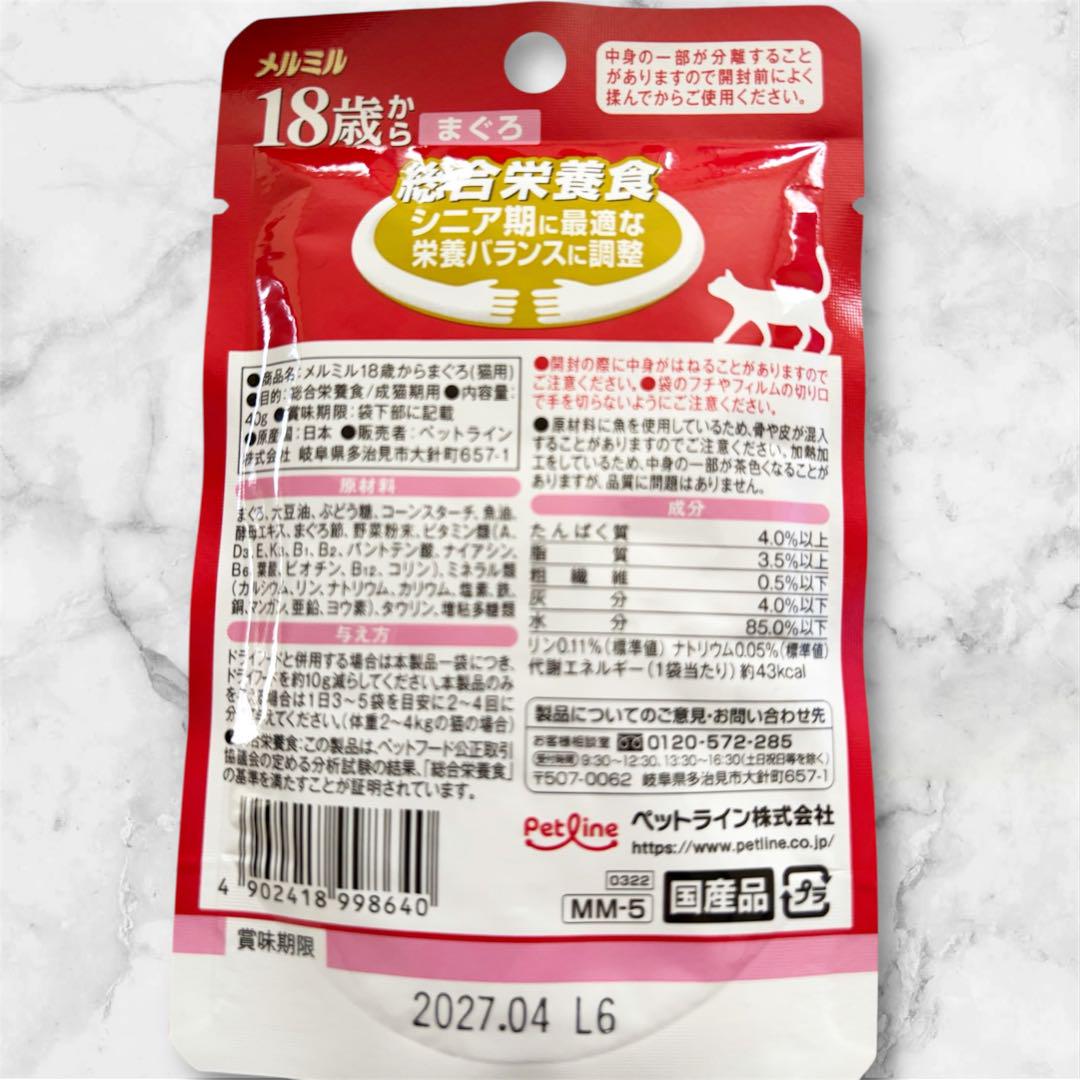 メルミル
18歳から まぐろ
中身の一部が分離すること
がありますので開封前によく
揉んでからご使用ください。
総合栄養食
シニア期に最適な
栄養バランスに調整
●商品名:メルミル18歳からまぐろ(猫用)
●目的:総合栄養食/成猫期用 ●内容量:
40g ●賞味期限:袋下部に記載
●原産国:日本 ●販売者:ペットライン
株式会社 岐阜県多治見市大針町657-1
原材料
まぐろ、大豆油、ぶどう糖、コーンスターチ、魚油、
酵母エキス、まぐろ節、野菜粉末、ビタミン類(A、
D3、E、K3、B1、B2、パントテン酸、ナイアシン、
B6、葉酸、ビオチン、B12、コリン)、ミネラル類
(カルシウム、リン、ナトリウム、カリウム、塩素、鉄、
銅、マンガン、亜鉛、ヨウ素)、タウリン、増粘多糖類
与え方
ドライフードと併用する場合は本製品一袋につき、
ドライフードを約10g減らしてください。本製品のみ
を与える場合は1日3~5袋を目安に2~4回に
分け与えてください。(体重2~4kgの猫の場合)
●総合栄養食:この製品は、ペットフード公正取引
協議会の定める分析試験の結果、「総合栄養食」
の基準を満たすことが証明されています。
4 902418 998640
●開封の際に中身がはねることがありますので
ご注意ください。●袋のフチやフィルムの切り口
で手を切らないようにご注意ください。
●原材料に魚を使用しているため、骨や皮が混入
することがありますのでご注意ください。加熱加
工をしているため、中身の一部が茶色くなることが
ありますが、品質に問題はありません。
成分
たんぱく質 4.0%以上
脂質 3.5%以上
粗繊維 0.5%以下
灰分 4.0%以下
水分 85.0%以下
リン0.11%(標準値) ナトリウム0.05%(標準値)
代謝エネルギー(1袋当たり)約43kcal
製品についてのご意見・お問い合わせ先
お客様相談室 0120-572-285
受付時間 9:30~12:30、13:30~16:30(土日祝日等を除く)
〒507-0062 岐阜県多治見市大針町657-1
Petline ペットライン株式会社
https://www.petline.co.jp/
0322
MM-5 国産品 プラ
賞味期限
2027.04 L6